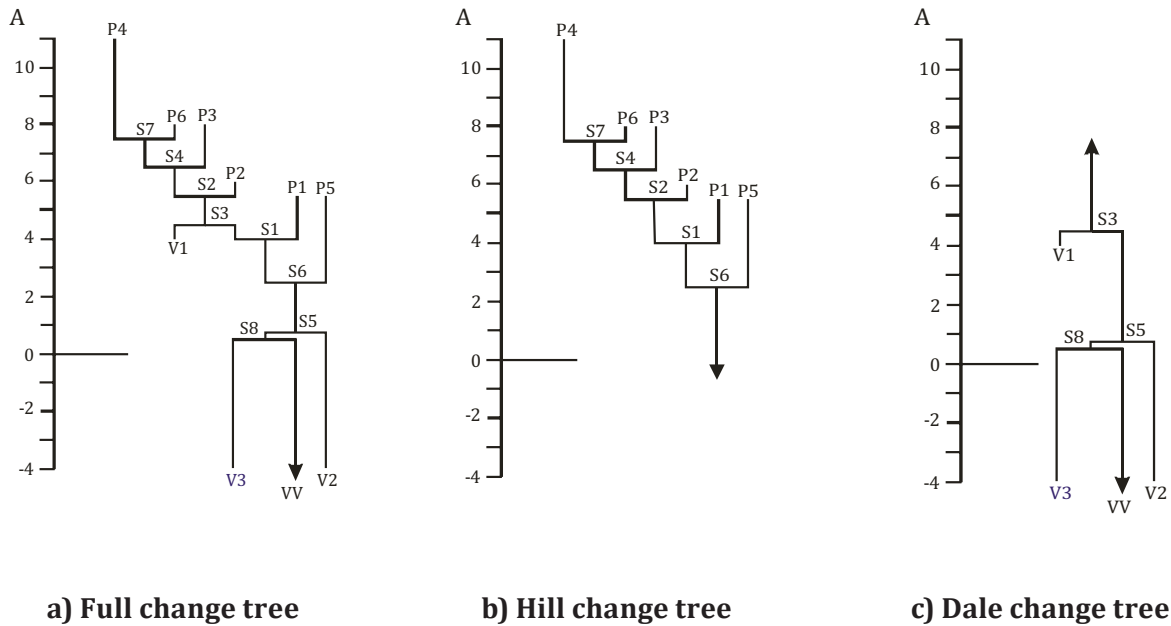 A
P4
10
8
6
4
2
0
-2
-4
S7
P6
P3
S4
S2
P2
S3
V1
S1
P1
P5
S6
S8
S5
V3
VV
V2
a) Full change tree
A
P4
10
8
6
4
2
0
-2
-4
S7
P6
P3
S4
S2
P2
S1
P1
P5
S6
b) Hill change tree
A
10
8
6
4
2
0
-2
-4
S3
V1
S8
S5
V3
VV
V2
c) Dale change tree